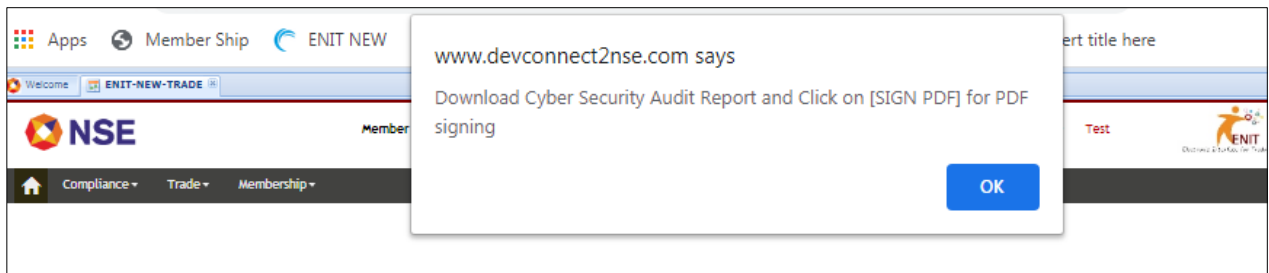 Apps Member Ship ENIT NEW ert title here
www.devconnect2nse.com says
Download Cyber Security Audit Report and Click on [SIGN PDF] for PDF
signing
OK
Welcome ENIT-NEW-TRADE
NSE Member Test ENIT
Compliance Trade Membership